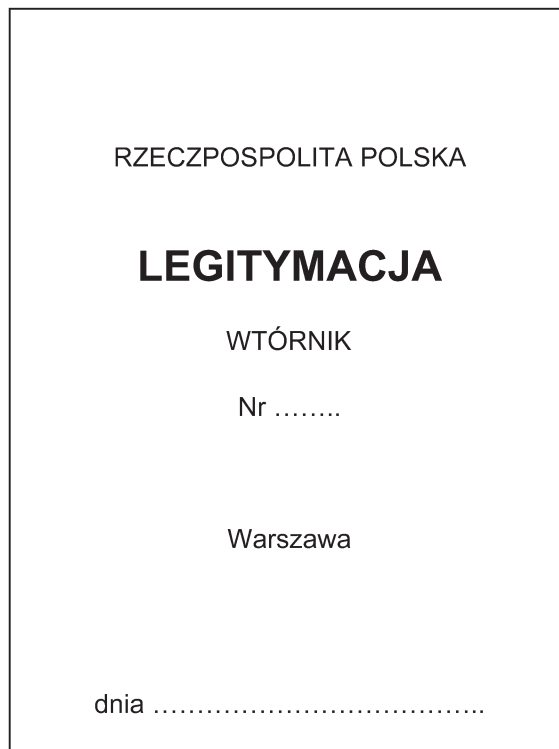 RZECZPOSPOLITA POLSKA
LEGITYMACJA
WTÓRNIK
Nr ……..
Warszawa
dnia ………………………………..